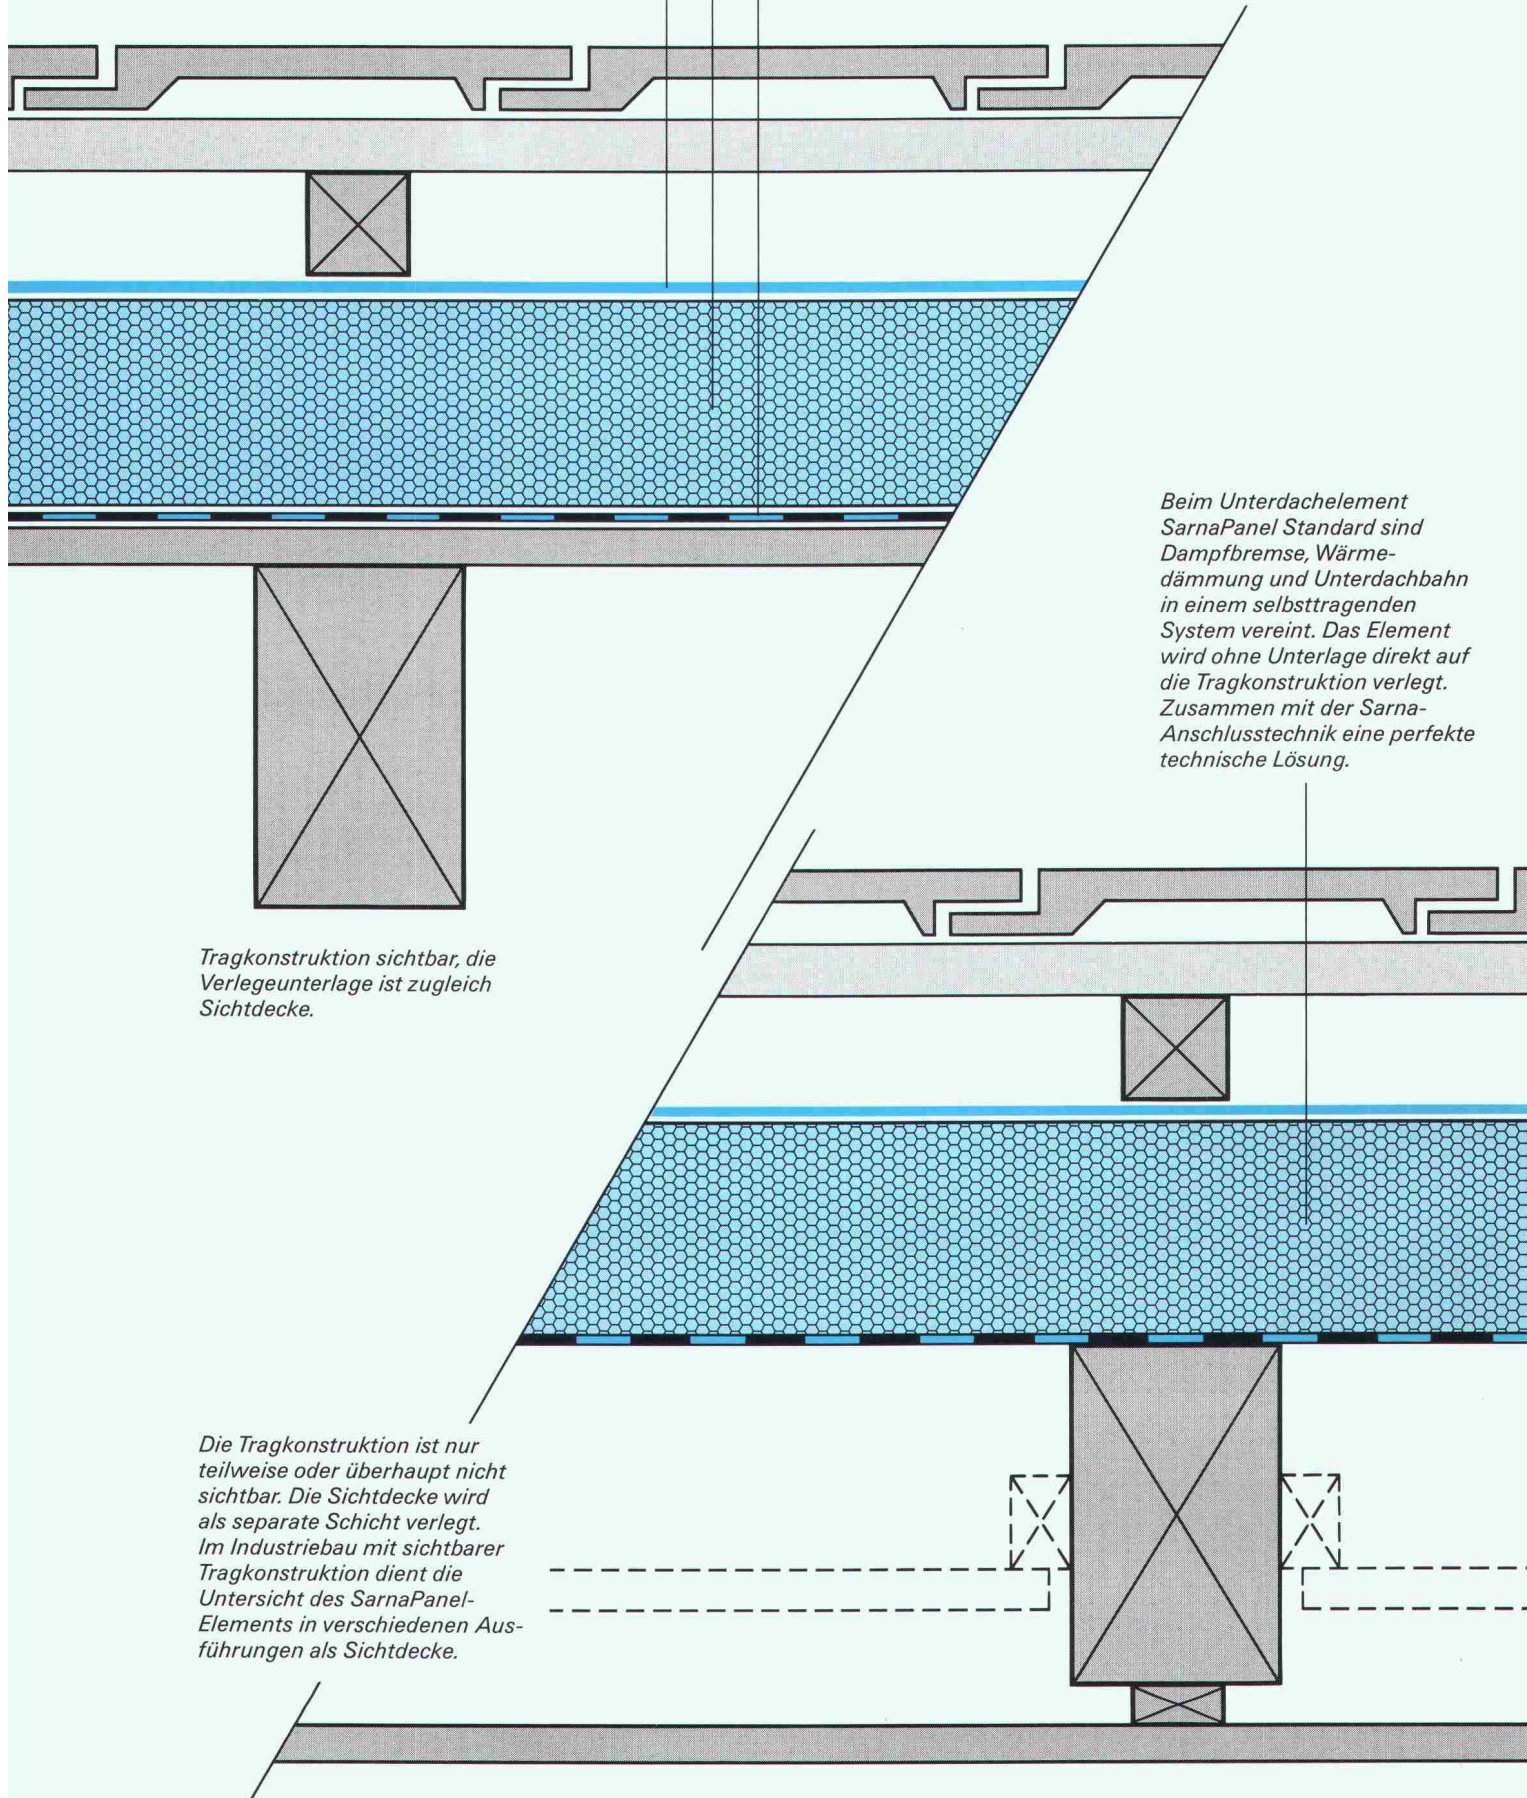 Beim Unterdachelement
SarnaPanel Standard sind
Dampfbremse, Wärme-
dämmung und Unterdachbahn
in einem selbsttragenden
System vereint. Das Element
wird ohne Unterlage direkt auf
die Tragkonstruktion verlegt.
Zusammen mit der Sarna-
Anschlusstechnik eine perfekte
technische Lösung.
Tragkonstruktion sichtbar, die
Verlegeunterlage ist zugleich
Sichtdecke.
Die Tragkonstruktion ist nur
teilweise oder überhaupt nicht
sichtbar. Die Sichtdecke wird
als separate Schicht verlegt.
Im Industriebau mit sichtbarer
Tragkonstruktion dient die
Untersicht des SarnaPanel-
Elements in verschiedenen Aus-
führungen als Sichtdecke.